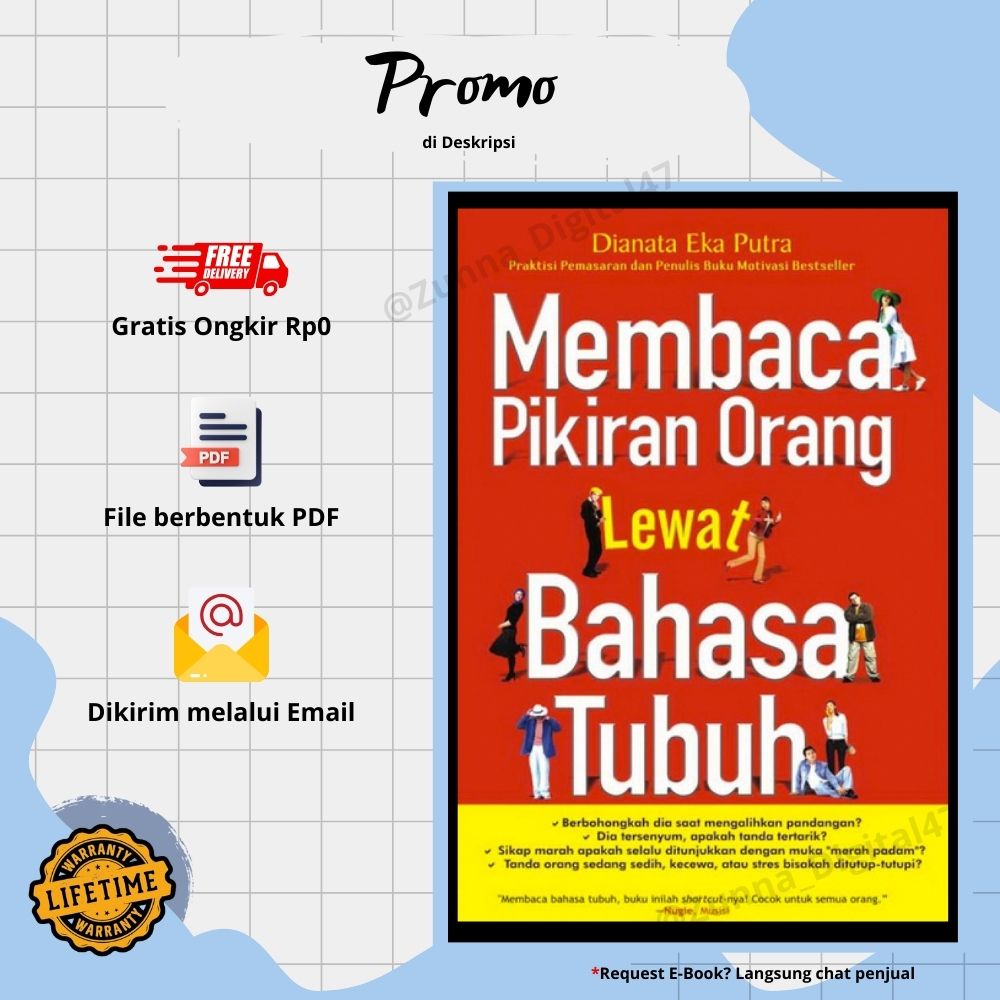 Promo
di Deskripsi
FREE
DELIVERY
Gratis Ongkir Rp0
PDF
File berbentuk PDF
@
Dikirim melalui Email
WARRANTY
LIFETIME
WARRANTY
@Zunna_Digital47
Dianata Eka Putra
Praktisi Pemasaran dan Penulis Buku Motivasi Bestseller
Membaca
Pikiran Orang
Lewat
Bahasa
Tubuh
✓ Berbohongkah dia saat mengalihkan pandangan?
✓ Dia tersenyum, apakah tanda tertarik?
✓ Sikap marah apakah selalu ditunjukkan dengan muka "merah padam"?
✓ Tanda orang sedang sedih, kecewa, atau stres bisakah ditutup-tutupi?
"Membaca bahasa tubuh, buku inilah shortcut-nya! Cocok untuk semua orang."
—Nugie, Musisi
@Zunna_Digital47
*Request E-Book? Langsung chat penjual